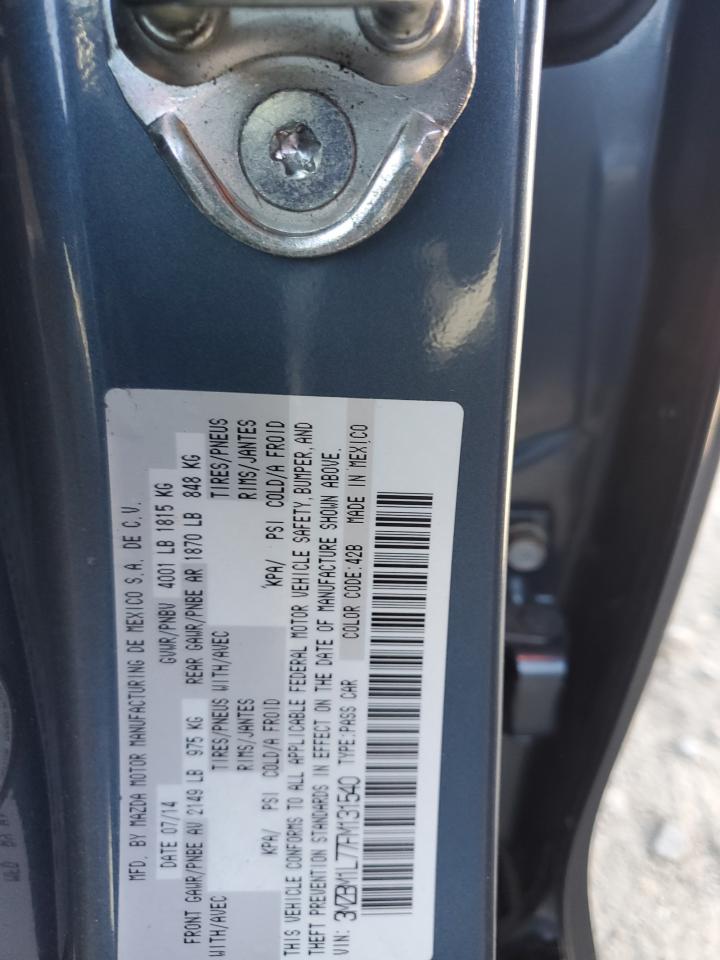 MFD. BY MAZDA MOTOR MANUFACTURING DE MEXICO S.A. DE C.V.
DATE 07/14 GVWR/PNBV 4001 LB 1815 KG
FRONT GAWR/PNBE AV 2149 LB 975 KG REAR GAWR/PNBE AR 1870 LB 848 KG
WITH/AVEC TIRES/PNEUS WITH/AVEC TIRES/PNEUS
RIMS/JANTES RIMS/JANTES
KPA/ PSI COLD/A FROID KPA/ PSI COLD/A FROID
THIS VEHICLE CONFORMS TO ALL APPLICABLE FEDERAL MOTOR VEHICLE SAFETY, BUMPER, AND
THEFT PREVENTION STANDARDS IN EFFECT ON THE DATE OF MANUFACTURE SHOWN ABOVE.
VIN: 3MZBM1L77FM131540 TYPE:PASS CAR COLOR CODE:42B MADE IN MEXICO